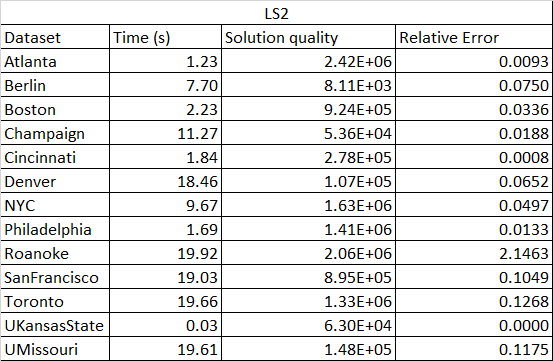 LS2
Dataset Time (s) Solution quality Relative Error
Atlanta 1.23 2.42E+06 0.0093
Berlin 7.70 8.11E+03 0.0750
Boston 2.23 9.24E+05 0.0336
Champaign 11.27 5.36E+04 0.0188
Cincinnati 1.84 2.78E+05 0.0008
Denver 18.46 1.07E+05 0.0652
NYC 9.67 1.63E+06 0.0497
Philadelphia 1.69 1.41E+06 0.0133
Roanoke 19.92 2.06E+06 2.1463
SanFrancisco 19.03 8.95E+05 0.1049
Toronto 19.66 1.33E+06 0.1268
UKansasState 0.03 6.30E+04 0.0000
UMissouri 19.61 1.48E+05 0.1175